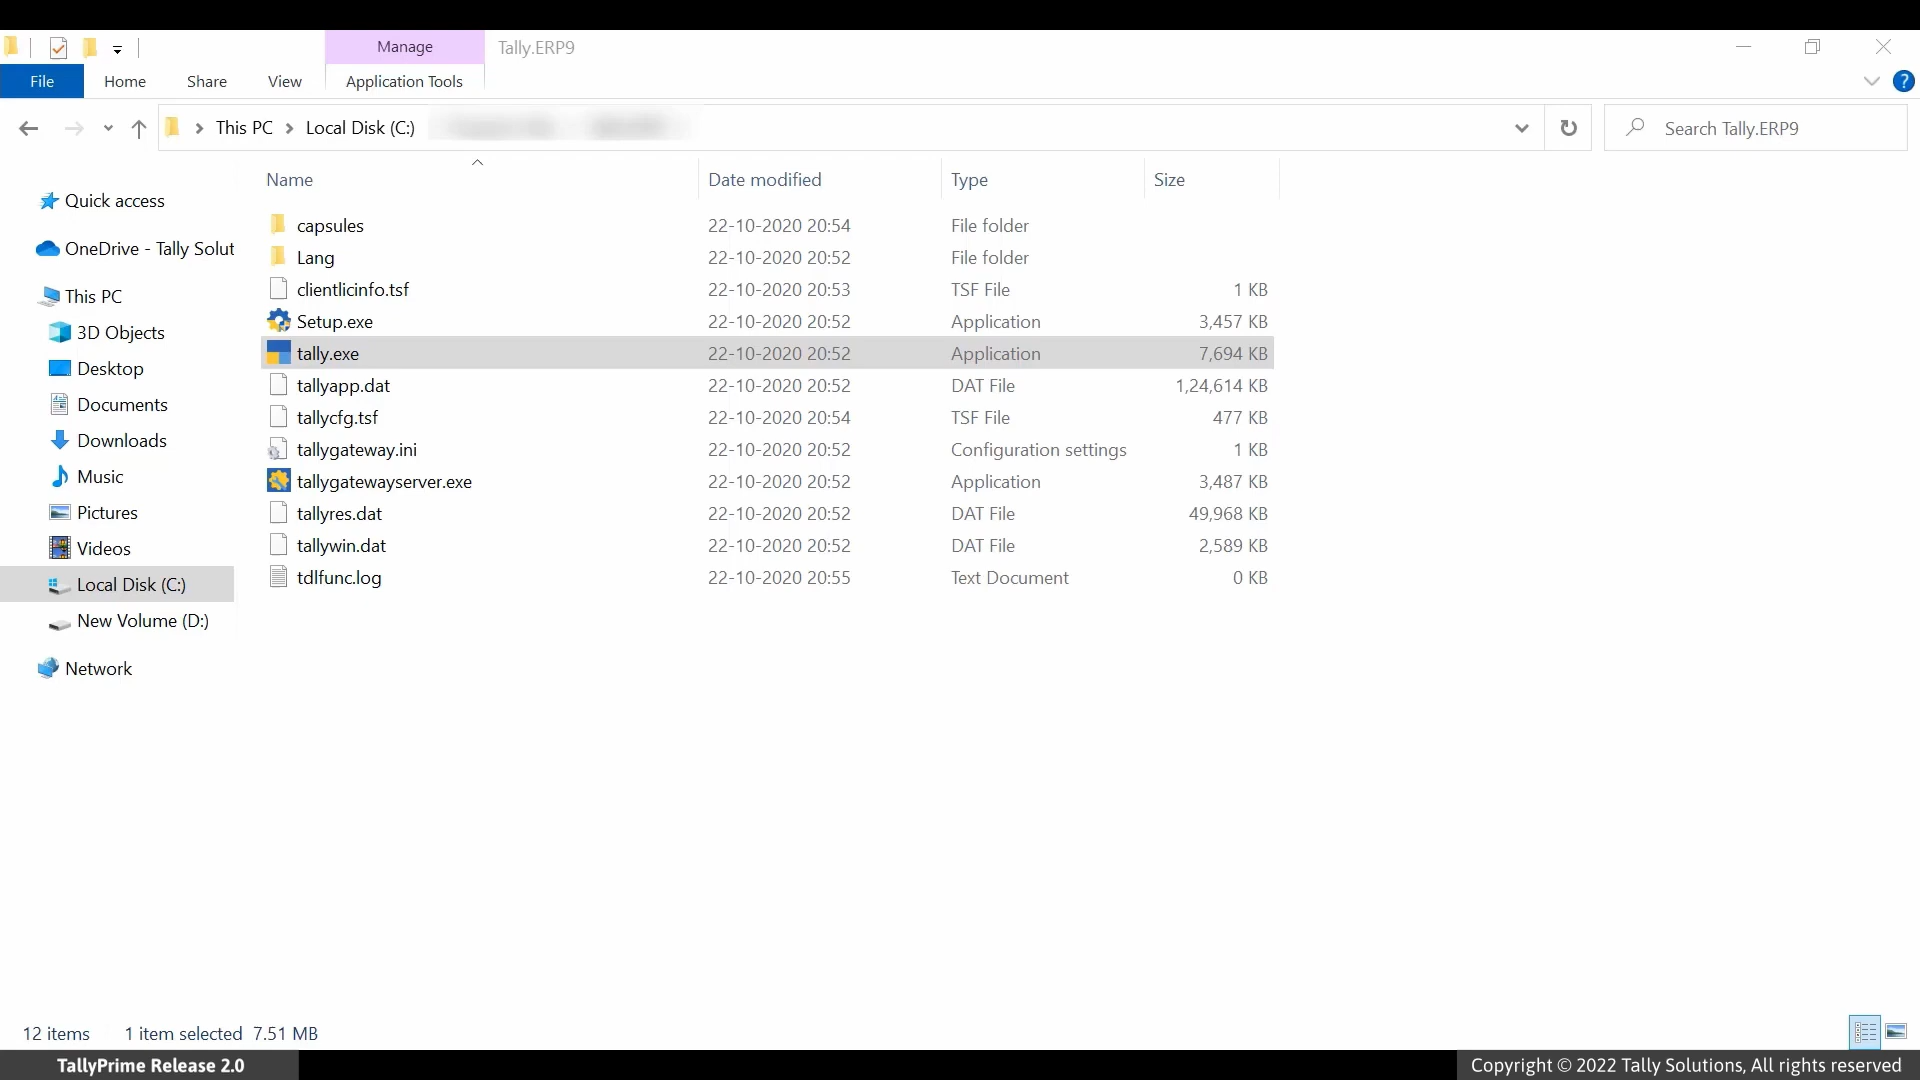 Manage
Tally.ERP9
File
Home
Share
View
Application Tools
?
This PC
Local Disk (C:)
Search Tally.ERP9
Name
Date modified
Type
Size
Quick access
OneDrive - Tally Solut
This PC
3D Objects
Desktop
Documents
Downloads
Music
Pictures
Videos
Local Disk (C:)
New Volume (D:)
Network
capsules 22-10-2020 20:54 File folder
Lang 22-10-2020 20:52 File folder
clientlicinfo.tsf 22-10-2020 20:53 TSF File 1 KB
Setup.exe 22-10-2020 20:52 Application 3,457 KB
tally.exe 22-10-2020 20:52 Application 7,694 KB
tallyapp.dat 22-10-2020 20:52 DAT File 1,24,614 KB
tallycfg.tsf 22-10-2020 20:54 TSF File 477 KB
tallygateway.ini 22-10-2020 20:52 Configuration settings 1 KB
tallygatewayserver.exe 22-10-2020 20:52 Application 3,487 KB
tallyres.dat 22-10-2020 20:52 DAT File 49,968 KB
tallywin.dat 22-10-2020 20:52 DAT File 2,589 KB
tdlfunc.log 22-10-2020 20:55 Text Document 0 KB
12 items 1 item selected 7.51 MB
TallyPrime Release 2.0
Copyright © 2022 Tally Solutions, All rights reserved